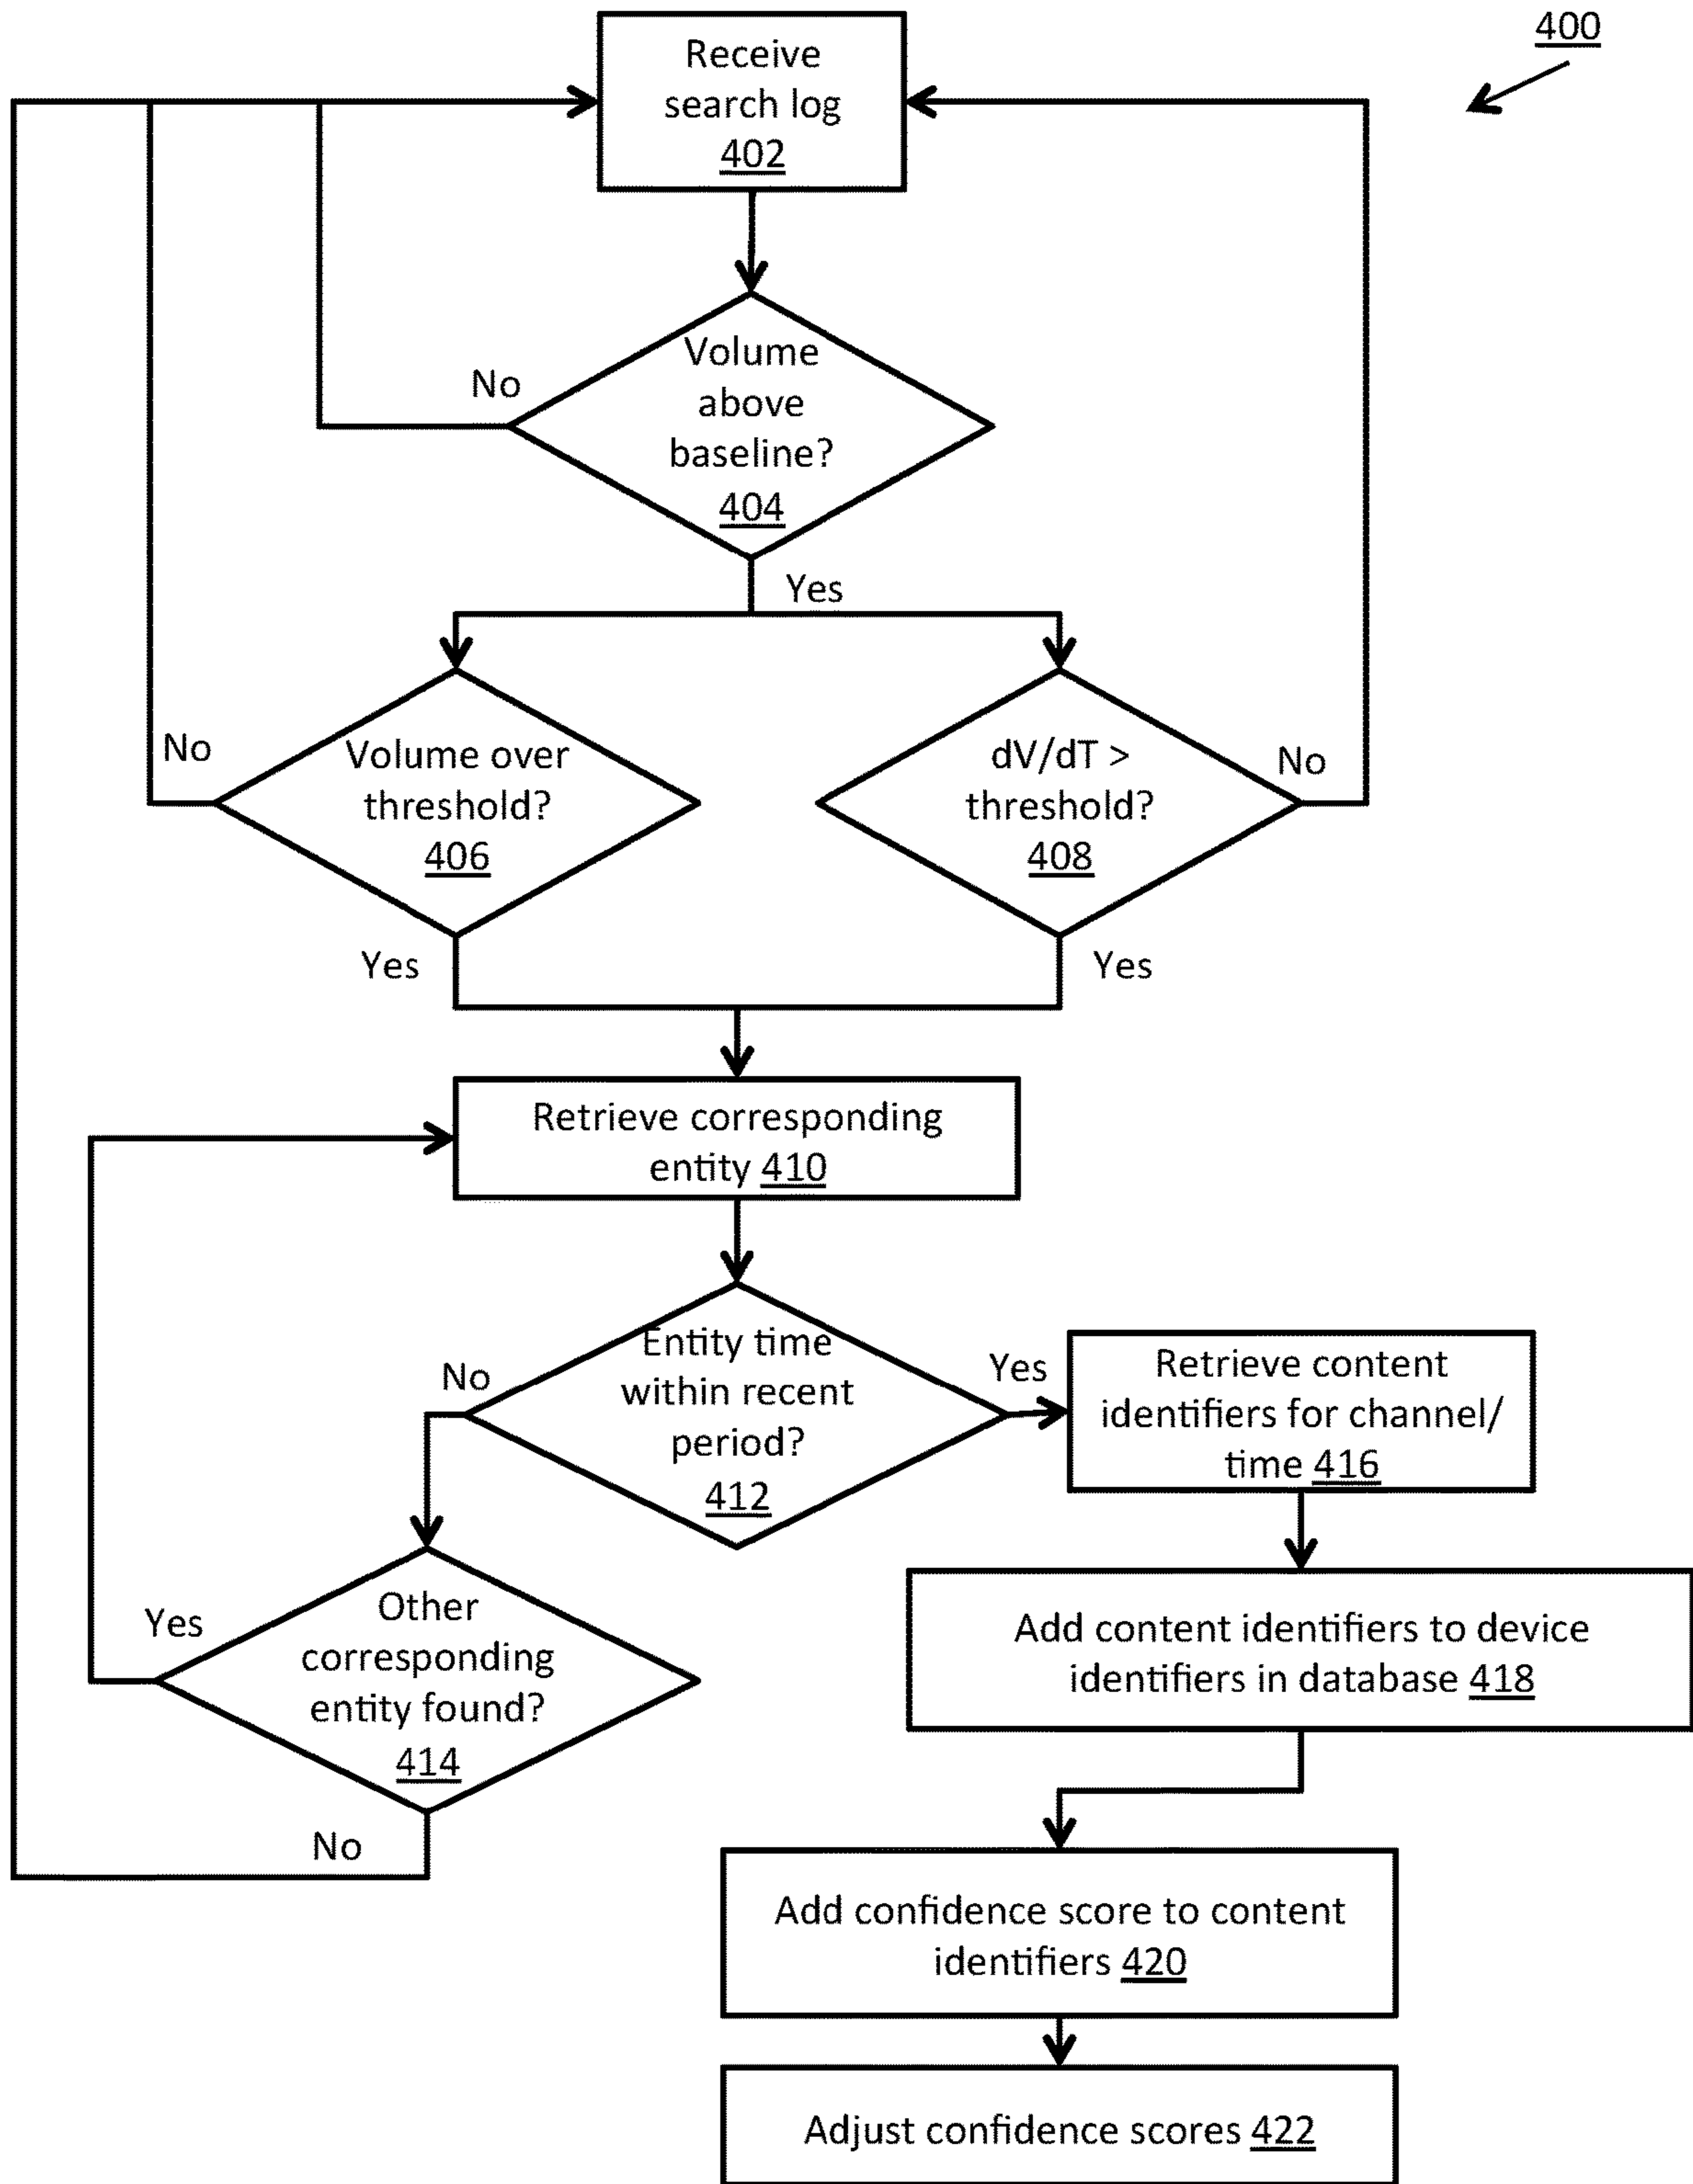 400
Receive
search log
402
Volume
above
baseline?
404
No
Yes
Volume over
threshold?
406
No
Yes
dV/dT >
threshold?
408
No
Yes
Retrieve corresponding
entity 410
Entity time
within recent
period?
412
No
Yes
Retrieve content
identifiers for channel/
time 416
Other
corresponding
entity found?
414
Yes
No
Add content identifiers to device
identifiers in database 418
Add confidence score to content
identifiers 420
Adjust confidence scores 422